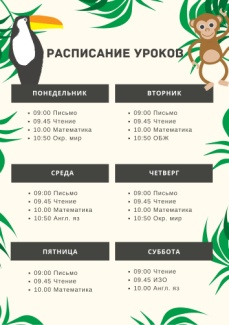 РАСПИСАНИЕ УРОКОВ
ПОНЕДЕЛЬНИК
• 09:00 Письмо
• 09.45 Чтение
• 10.00 Математика
• 10:50 Окр. мир
ВТОРНИК
• 09:00 Письмо
• 09.45 Чтение
• 10.00 Математика
• 10:50 ОБЖ
СРЕДА
• 09:00 Письмо
• 09.45 Чтение
• 10.00 Математика
• 10:50 Англ. яз
ЧЕТВЕРГ
• 09:00 Письмо
• 09.45 Чтение
• 10.00 Математика
• 10:50 Окр. мир
ПЯТНИЦА
• 09:00 Письмо
• 09.45 Чтение
• 10.00 Математика
СУББОТА
• 09:00 Чтение
• 09.45 ИЗО
• 10.00 Англ. яз